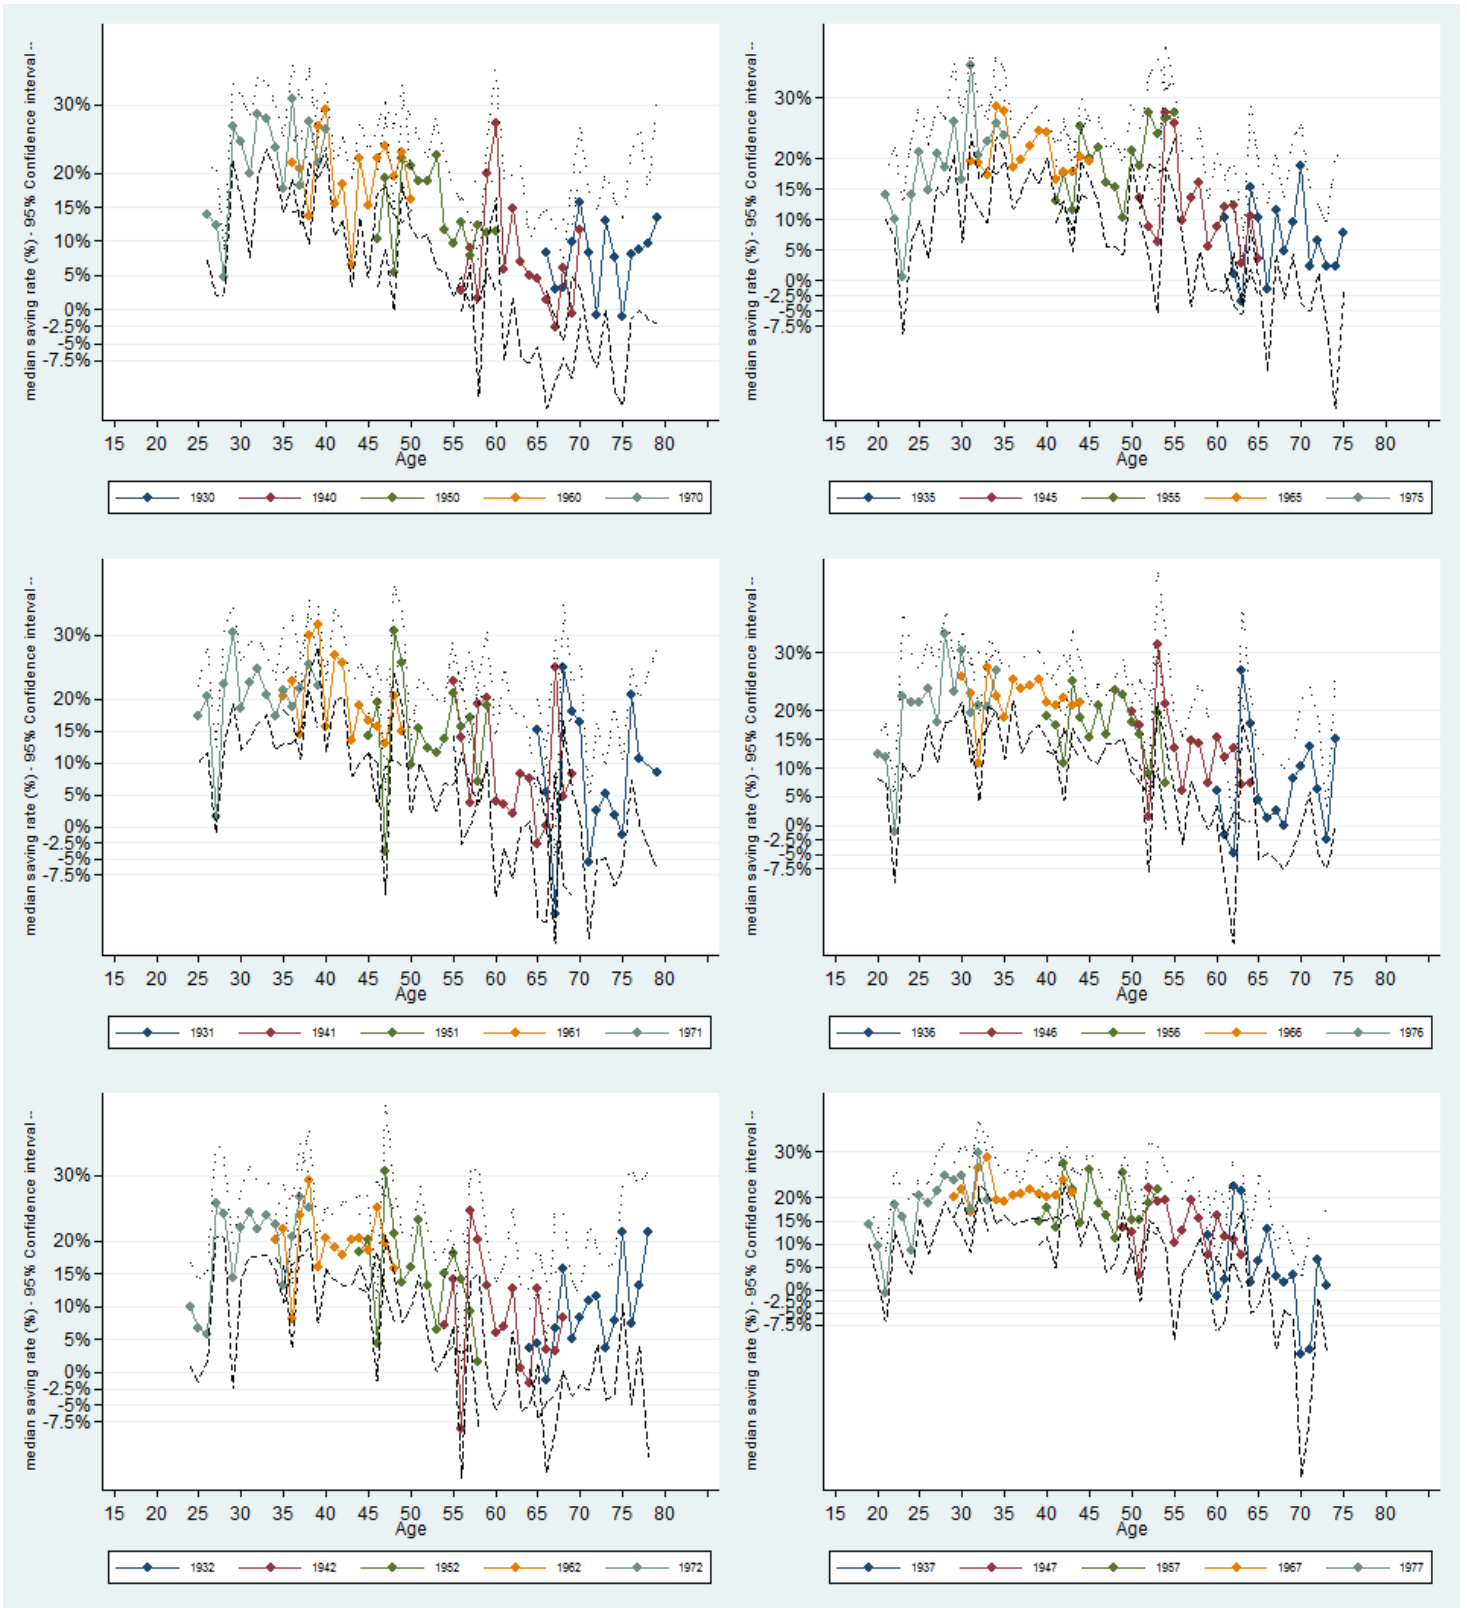 median saving rate (%) - 95% Confidence interval --
30%
20%
15%
10%
5%
0%
-2.5%
-5%
-7.5%
15 20 25 30 35 40 45 50 55 60 65 70 75 80
Age
1930 1940 1950 1960 1970
median saving rate (%) - 95% Confidence interval --
30%
20%
15%
10%
5%
0%
-2.5%
-5%
-7.5%
15 20 25 30 35 40 45 50 55 60 65 70 75 80
Age
1935 1945 1955 1965 1975
median saving rate (%) - 95% Confidence interval --
30%
20%
15%
10%
5%
0%
-2.5%
-5%
-7.5%
15 20 25 30 35 40 45 50 55 60 65 70 75 80
Age
1931 1941 1951 1961 1971
median saving rate (%) - 95% Confidence interval --
30%
20%
15%
10%
5%
0%
-2.5%
-5%
-7.5%
15 20 25 30 35 40 45 50 55 60 65 70 75 80
Age
1936 1946 1956 1966 1976
median saving rate (%) - 95% Confidence interval --
30%
20%
15%
10%
5%
0%
-2.5%
-5%
-7.5%
15 20 25 30 35 40 45 50 55 60 65 70 75 80
Age
1932 1942 1952 1962 1972
median saving rate (%) - 95% Confidence interval --
30%
20%
15%
10%
5%
0%
-2.5%
-5%
-7.5%
15 20 25 30 35 40 45 50 55 60 65 70 75 80
Age
1937 1947 1957 1967 1977